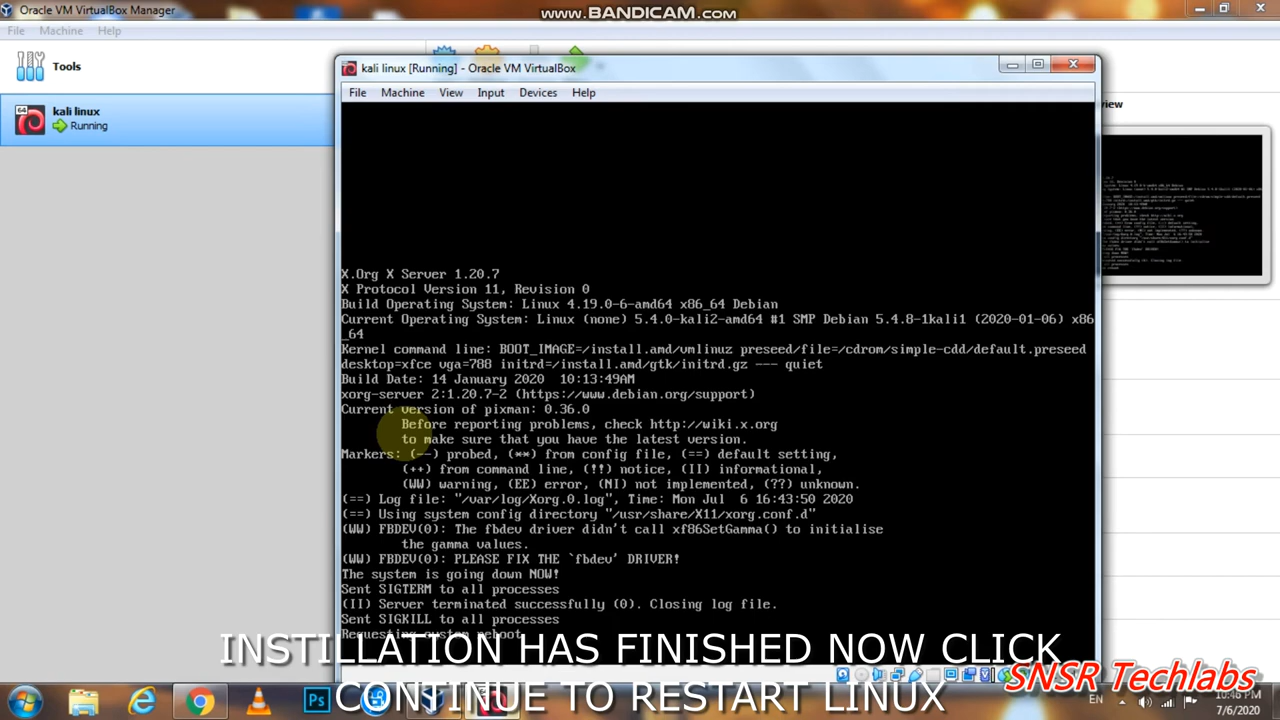 Oracle VM VirtualBox Manager
www.BANDICAM.com
File Machine Help
Tools
kali linux
Running
64
kali linux [Running] - Oracle VM VirtualBox
File Machine View Input Devices Help
view
X.Org X Server 1.20.7
X Protocol Version 11, Revision 0
Build Operating System: Linux 4.19.0-6-amd64 x86_64 Debian
Current Operating System: Linux (none) 5.4.0-kali2-amd64 #1 SMP Debian 5.4.8-1kali1 (2020-01-06) x86
_64
Kernel command line: BOOT_IMAGE=/install.amd/vmlinuz preseed/file=/cdrom/simple-cdd/default.preseed
desktop=xfce vga=788 initrd=/install.amd/gtk/initrd.gz --- quiet
Build Date: 14 January 2020  10:13:49AM
xorg-server 2:1.20.7-2 (https://www.debian.org/support)
Current version of pixman: 0.36.0
Before reporting problems, check http://wiki.x.org
to make sure that you have the latest version.
Markers: (--) probed, (**) from config file, (==) default setting,
(++) from command line, (!!) notice, (II) informational,
(WW) warning, (EE) error, (NI) not implemented, (??) unknown.
(==) Log file: "/var/log/Xorg.0.log", Time: Mon Jul  6 16:43:50 2020
(==) Using system config directory "/usr/share/X11/xorg.conf.d"
(WW) FBDEV(0): The fbdev driver didn't call xf86SetGamma() to initialise
the gamma values.
(WW) FBDEV(0): PLEASE FIX THE `fbdev' DRIVER!
The system is going down NOW!
Sent SIGTERM to all processes
(II) Server terminated successfully (0). Closing log file.
Sent SIGKILL to all processes
Requesting system reboot
INSTILLATION HAS FINISHED NOW CLICK
CONTINUE TO RESTART LINUX
SNSR Techlabs
Ps
EN
10:46 PM
7/6/2020